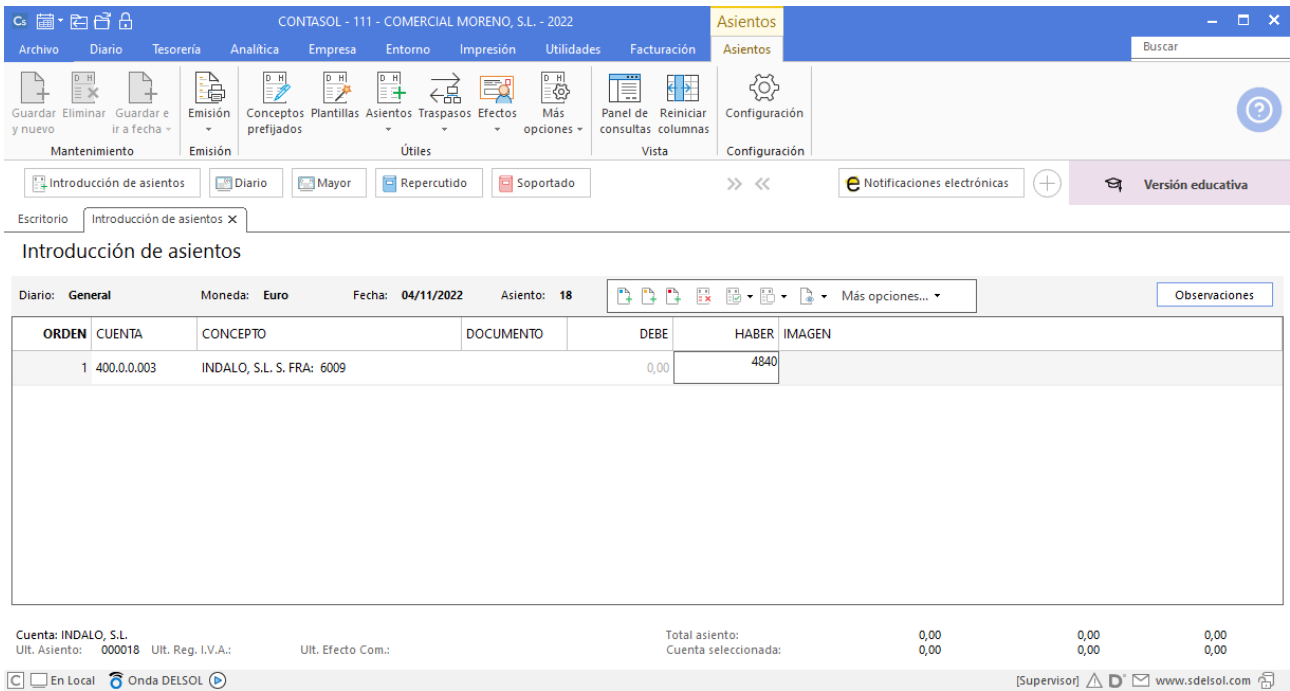 Cs CONTASOL - 111 - COMERCIAL MORENO, S.L. - 2022 Asientos
Archivo Diario Tesorería Analítica Empresa Entorno Impresión Utilidades Facturación Asientos Buscar
D H D H D H D H D H
Guardar Eliminar Guardar e Emisión Conceptos Plantillas Asientos Traspasos Efectos Más Panel de Reiniciar Configuración
y nuevo ir a fecha prefijados opciones consultas columnas
Mantenimiento Emisión Útiles Vista Configuración
Introducción de asientos Diario Mayor Repercutido Soportado >> << e Notificaciones electrónicas Versión educativa
Escritorio Introducción de asientos X
Introducción de asientos
Diario: General Moneda: Euro Fecha: 04/11/2022 Asiento: 18 Más opciones... Observaciones
ORDEN CUENTA CONCEPTO DOCUMENTO DEBE HABER IMAGEN
1 400.0.0.003 INDALO, S.L. S. FRA: 6009 0,00 4840
Cuenta: INDALO, S.L. Total asiento: 0,00 0,00 0,00
Ult. Asiento: 000018 Ult. Reg. I.V.A.: Ult. Efecto Com.: Cuenta seleccionada: 0,00 0,00 0,00
C En Local Onda DELSOL [Supervisor] D www.sdelsol.com